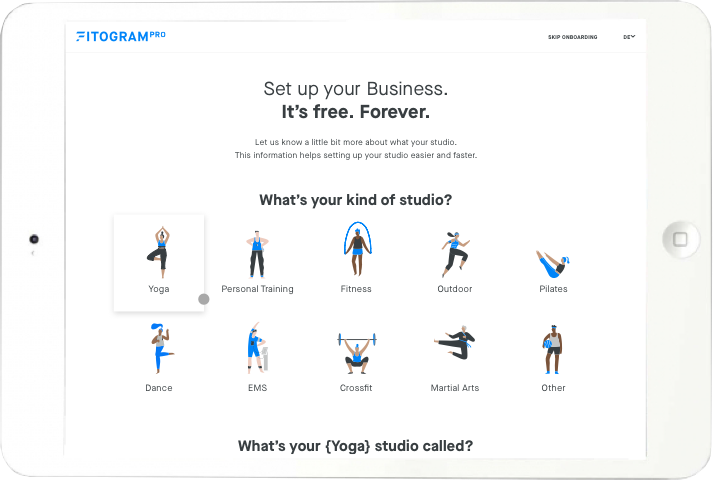 FITOGRAM PRO
SKIP ONBOARDING
DE
Set up your Business.
It's free. Forever.
Let us know a little bit more about what your studio.
This information helps setting up your studio easier and faster.
What's your kind of studio?
Yoga
Personal Training
Fitness
Outdoor
Pilates
Dance
EMS
Crossfit
Martial Arts
Other
What's your {Yoga} studio called?